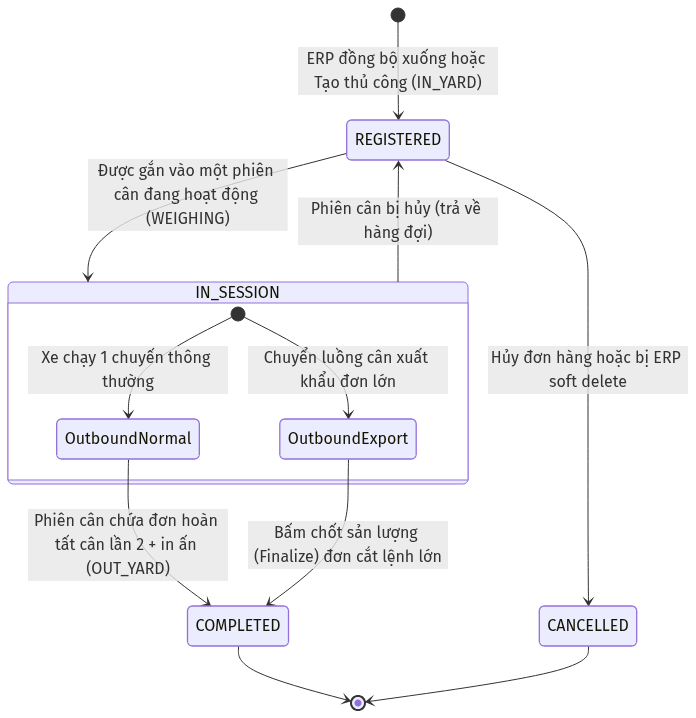 ERP đồng bộ xuống hoặc
Tạo thủ công (IN_YARD)
REGISTERED
Được gắn vào một phiên
cân đang hoạt động
(WEIGHING)
Phiên cân bị hủy (trả về
hàng đợi)
IN_SESSION
Xe chạy 1 chuyến thông
thường
Chuyển luồng cân xuất
khẩu đơn lớn
Hủy đơn hàng hoặc bị ERP
soft delete
OutboundNormal
OutboundExport
Phiên cân chứa đơn hoàn
tất cân lần 2 + in ấn
(OUT_YARD)
Bấm chốt sản lượng
(Finalize) đơn cắt lệnh lớn
COMPLETED
CANCELLED